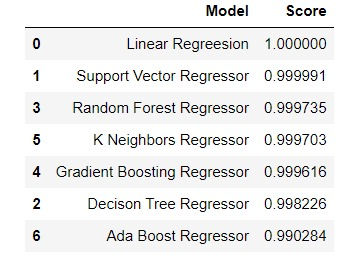 Model Score
0 Linear Regreesion 1.000000
1 Support Vector Regressor 0.999991
3 Random Forest Regressor 0.999735
5 K Neighbors Regressor 0.999703
4 Gradient Boosting Regressor 0.999616
2 Decison Tree Regressor 0.998226
6 Ada Boost Regressor 0.990284